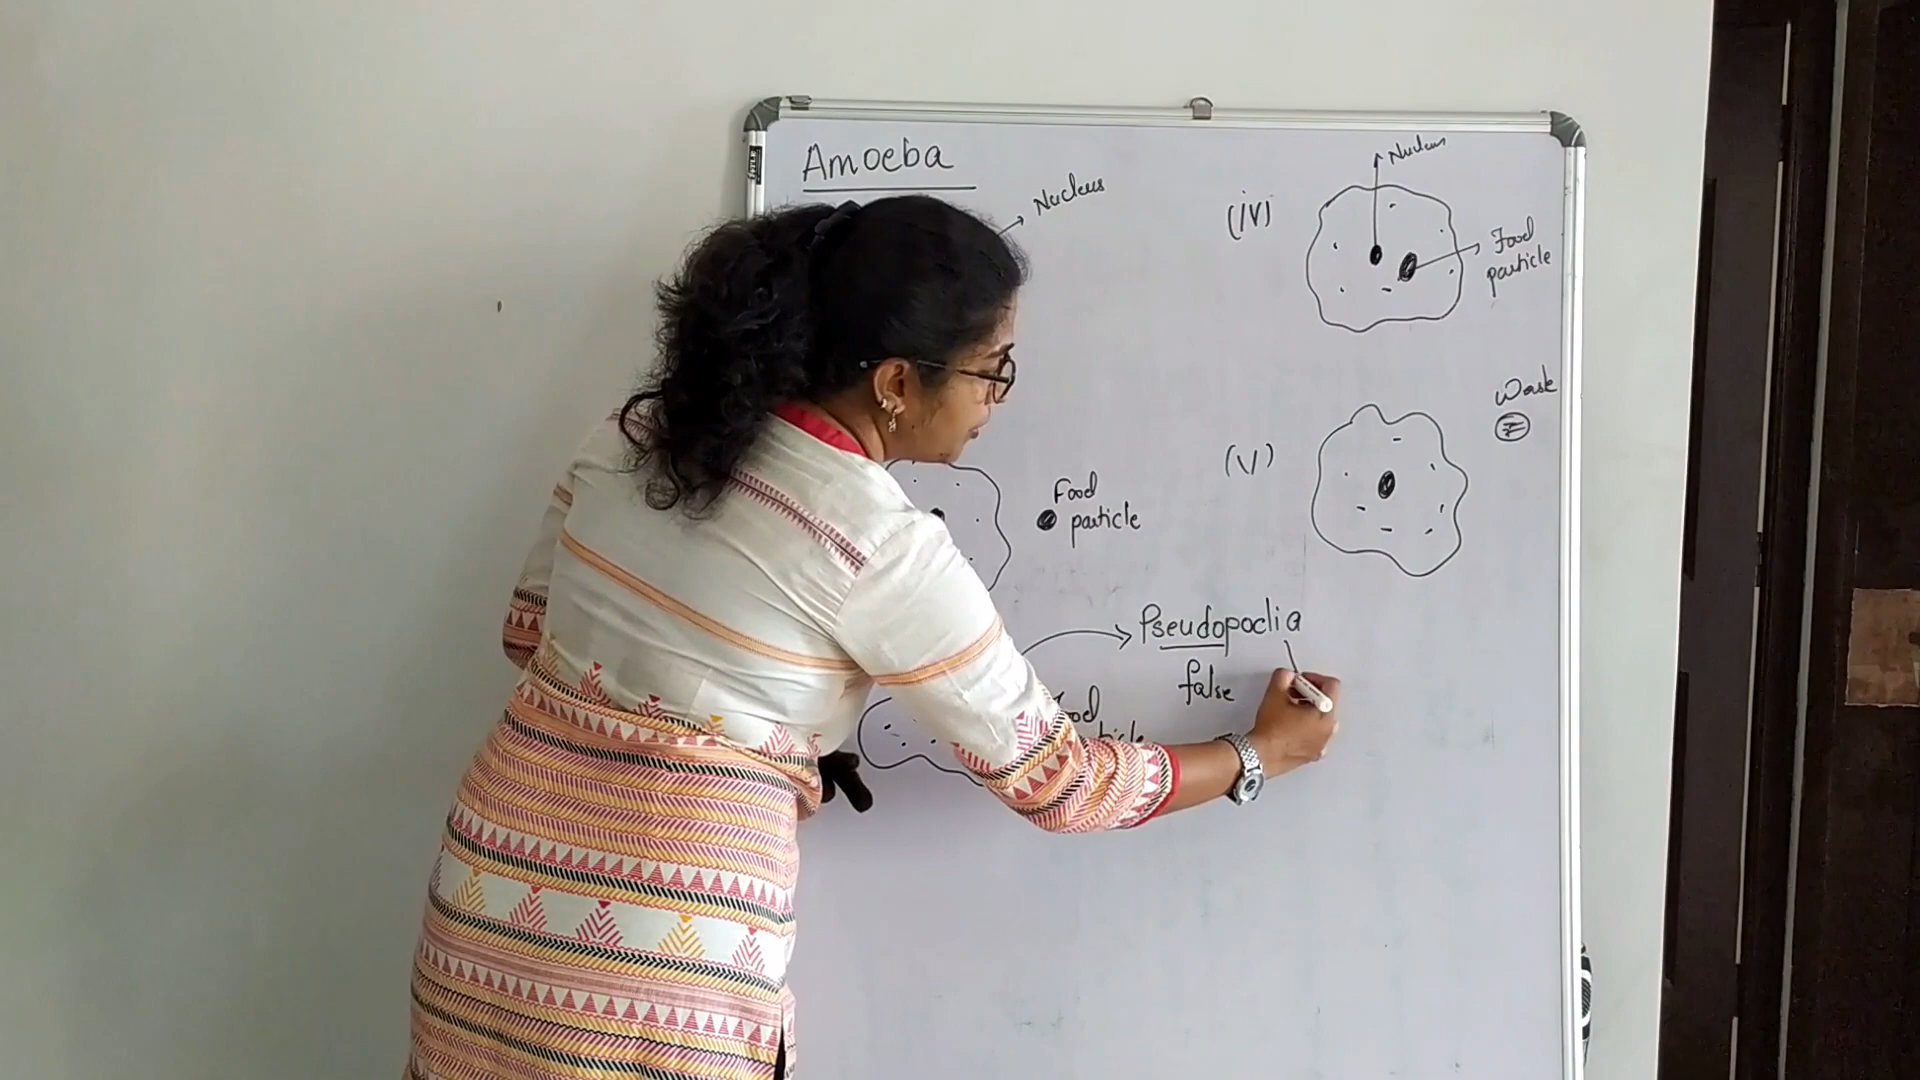 Amoeba
Nucleus
Food
particle
Pseudopodia
false
(iv)
Nucleus
Food
particle
Waste
(v)